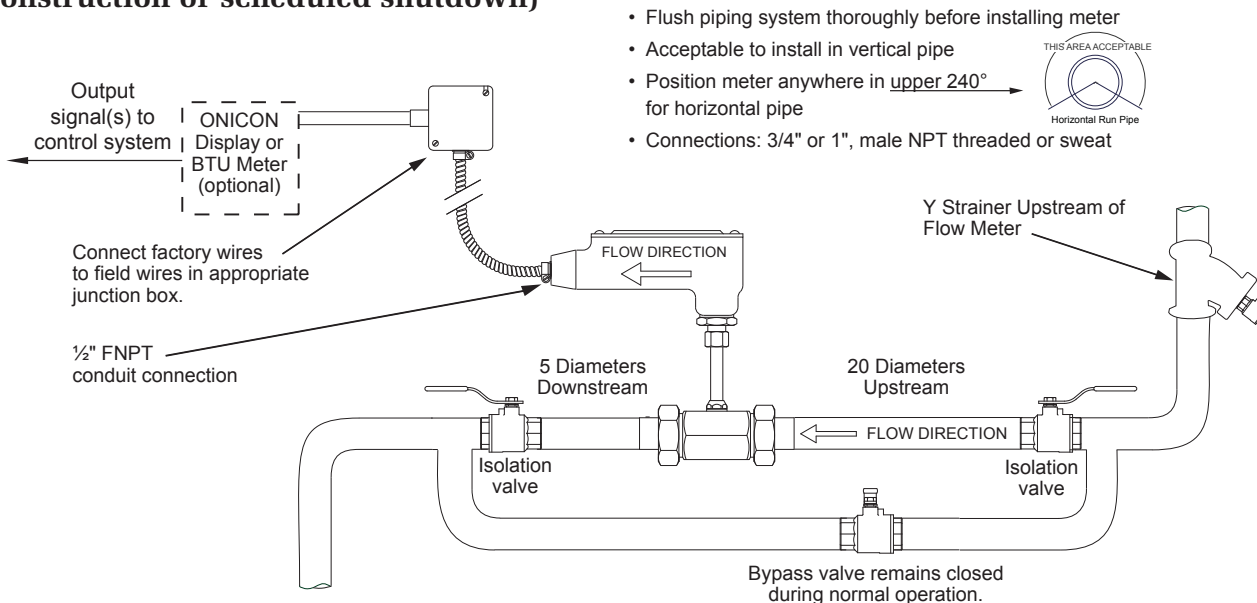 onstruction or scheduled shutdown)
• Flush piping system thoroughly before installing meter
• Acceptable to install in vertical pipe
• Position meter anywhere in upper 240°
for horizontal pipe
• Connections: 3/4" or 1", male NPT threaded or sweat
THIS AREA ACCEPTABLE
Horizontal Run Pipe
Output
signal(s) to
control system
ONICON
Display or
BTU Meter
(optional)
Connect factory wires
to field wires in appropriate
junction box.
½" FNPT
conduit connection
FLOW DIRECTION
Y Strainer Upstream of
Flow Meter
5 Diameters
Downstream
20 Diameters
Upstream
FLOW DIRECTION
Isolation
valve
Isolation
valve
Bypass valve remains closed
during normal operation.